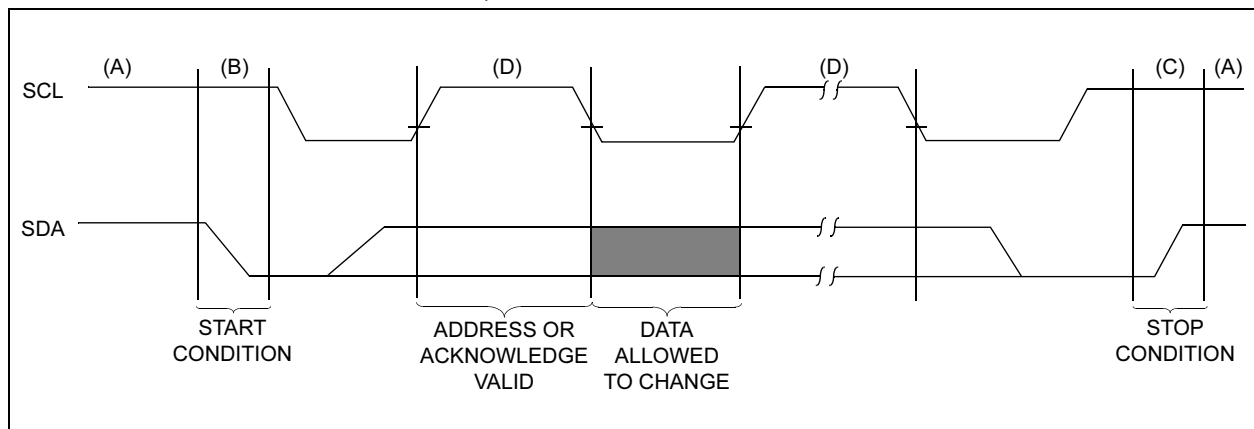 (A) (B) (D) (D) (C) (A)
SCL
SDA
START
CONDITION
ADDRESS OR
ACKNOWLEDGE
VALID
DATA
ALLOWED
TO CHANGE
STOP
CONDITION